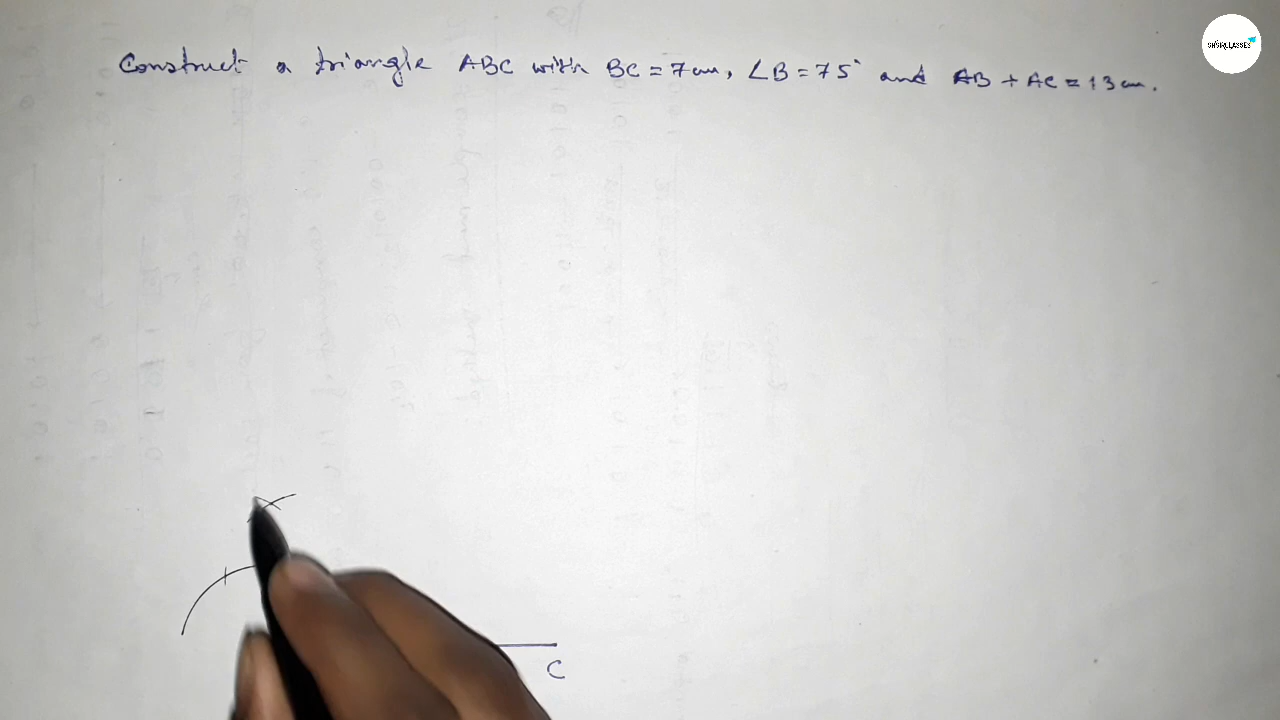 Construct a triangle ABC with BC = 7cm, ∠B = 75° and AB + AC = 13cm.
C